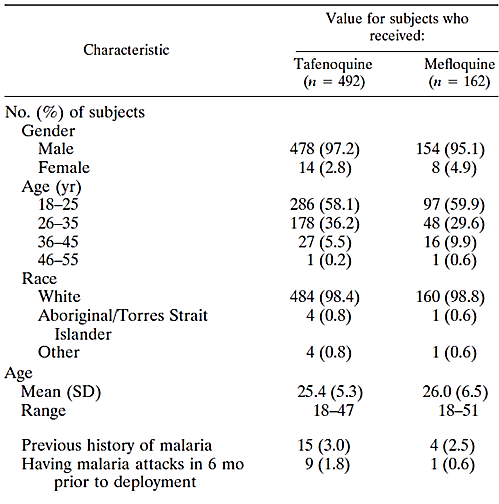 Characteristic
Value for subjects who
received:
Tafenoquine
(n = 492)
Mefloquine
(n = 162)
No. (%) of subjects
Gender
Male 478 (97.2) 154 (95.1)
Female 14 (2.8) 8 (4.9)
Age (yr)
18–25 286 (58.1) 97 (59.9)
26–35 178 (36.2) 48 (29.6)
36–45 27 (5.5) 16 (9.9)
46–55 1 (0.2) 1 (0.6)
Race
White 484 (98.4) 160 (98.8)
Aboriginal/Torres Strait 4 (0.8) 1 (0.6)
Islander
Other 4 (0.8) 1 (0.6)
Age
Mean (SD) 25.4 (5.3) 26.0 (6.5)
Range 18–47 18–51
Previous history of malaria 15 (3.0) 4 (2.5)
Having malaria attacks in 6 mo 9 (1.8) 1 (0.6)
prior to deployment